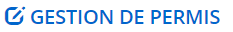 GESTION DE PERMIS